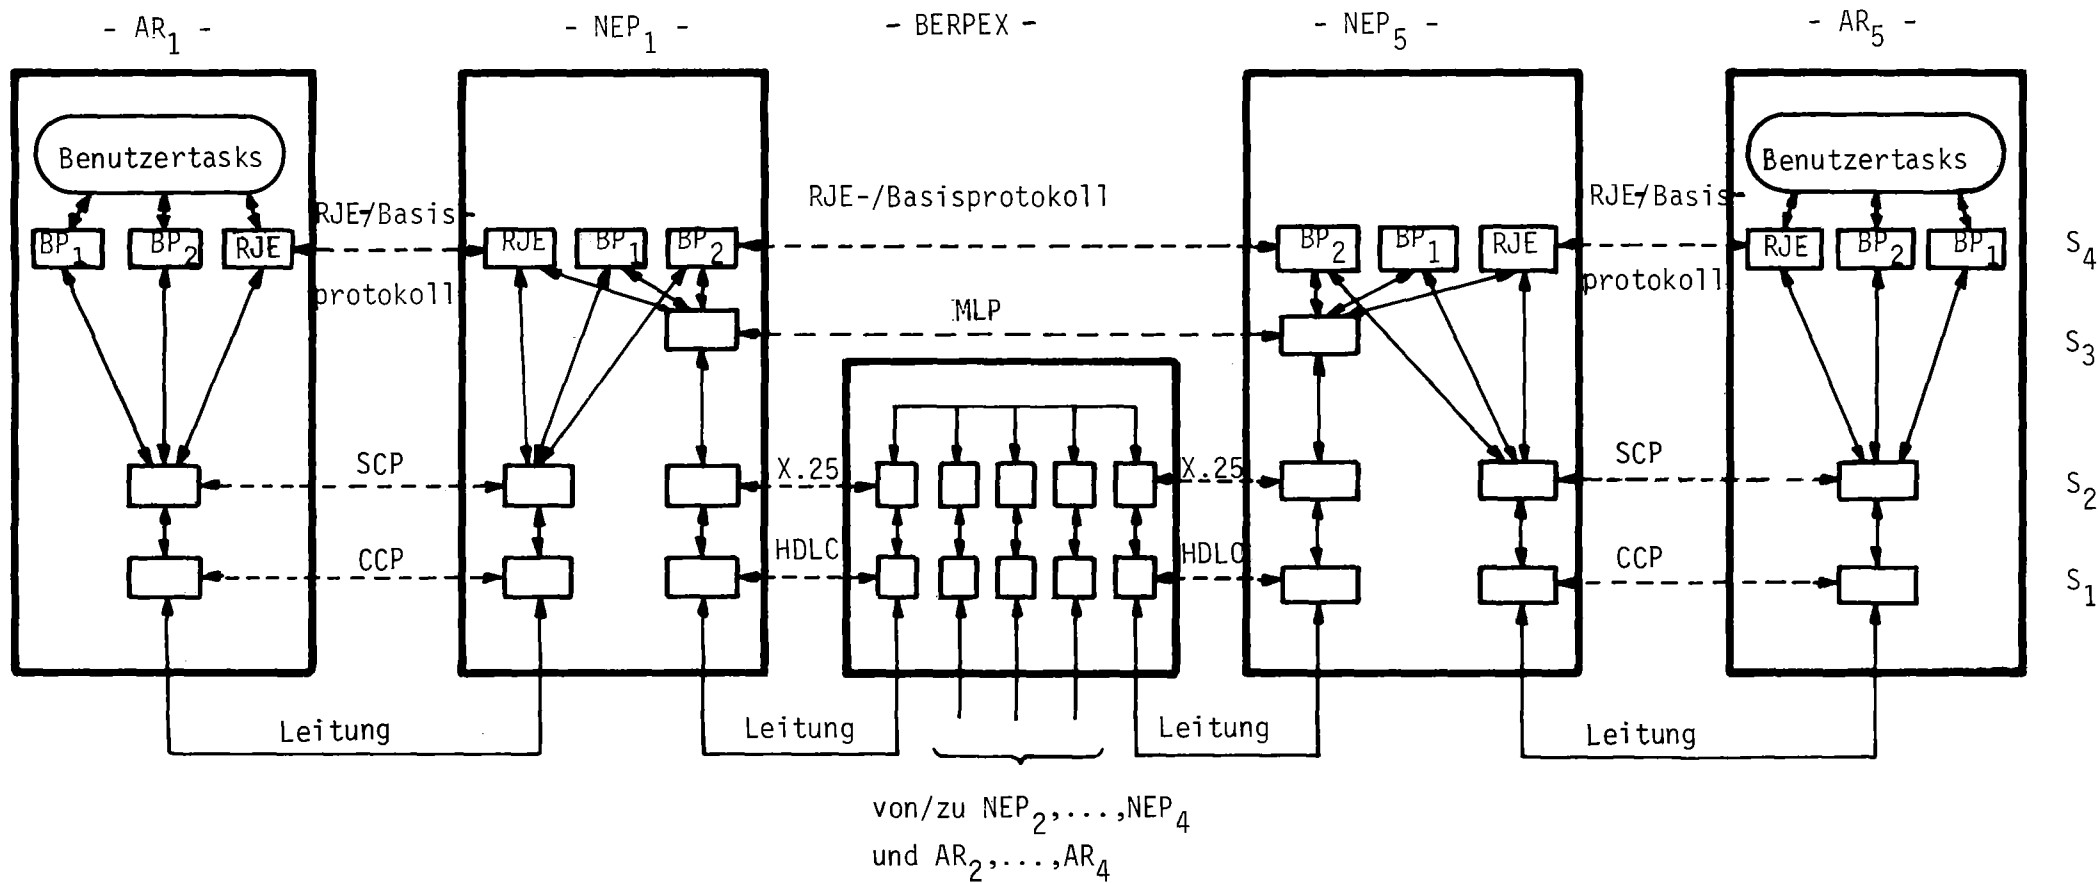 - AR1 -
- NEP1 -
- BERPEX -
- NEP5 -
- AR5 -
Benutzertasks
Benutzertasks
RJE-/Basis-
RJE-/Basisprotokoll
RJE-/Basis-
BP1
BP2
RJE
RJE
BP1
BP2
BP2
BP1
RJE
RJE
BP2
BP1
S4
protokoll
protokoll
MLP
S3
SCP
X.25
X.25
SCP
S2
CCP
HDLC
HDLC
CCP
S1
Leitung
Leitung
Leitung
Leitung
von/zu NEP2,...,NEP4
und AR2,...,AR4